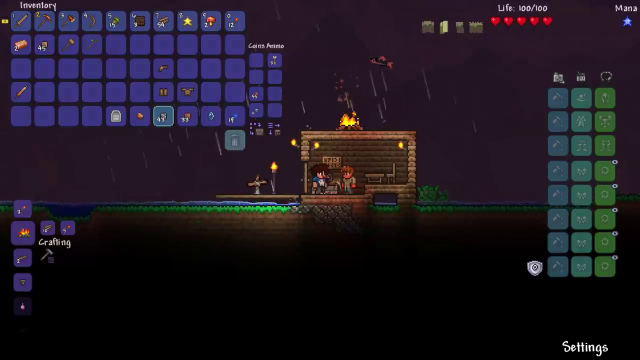 Inventory
Life: 100/100
Mana
Coins Ammo
Crafting
Settings